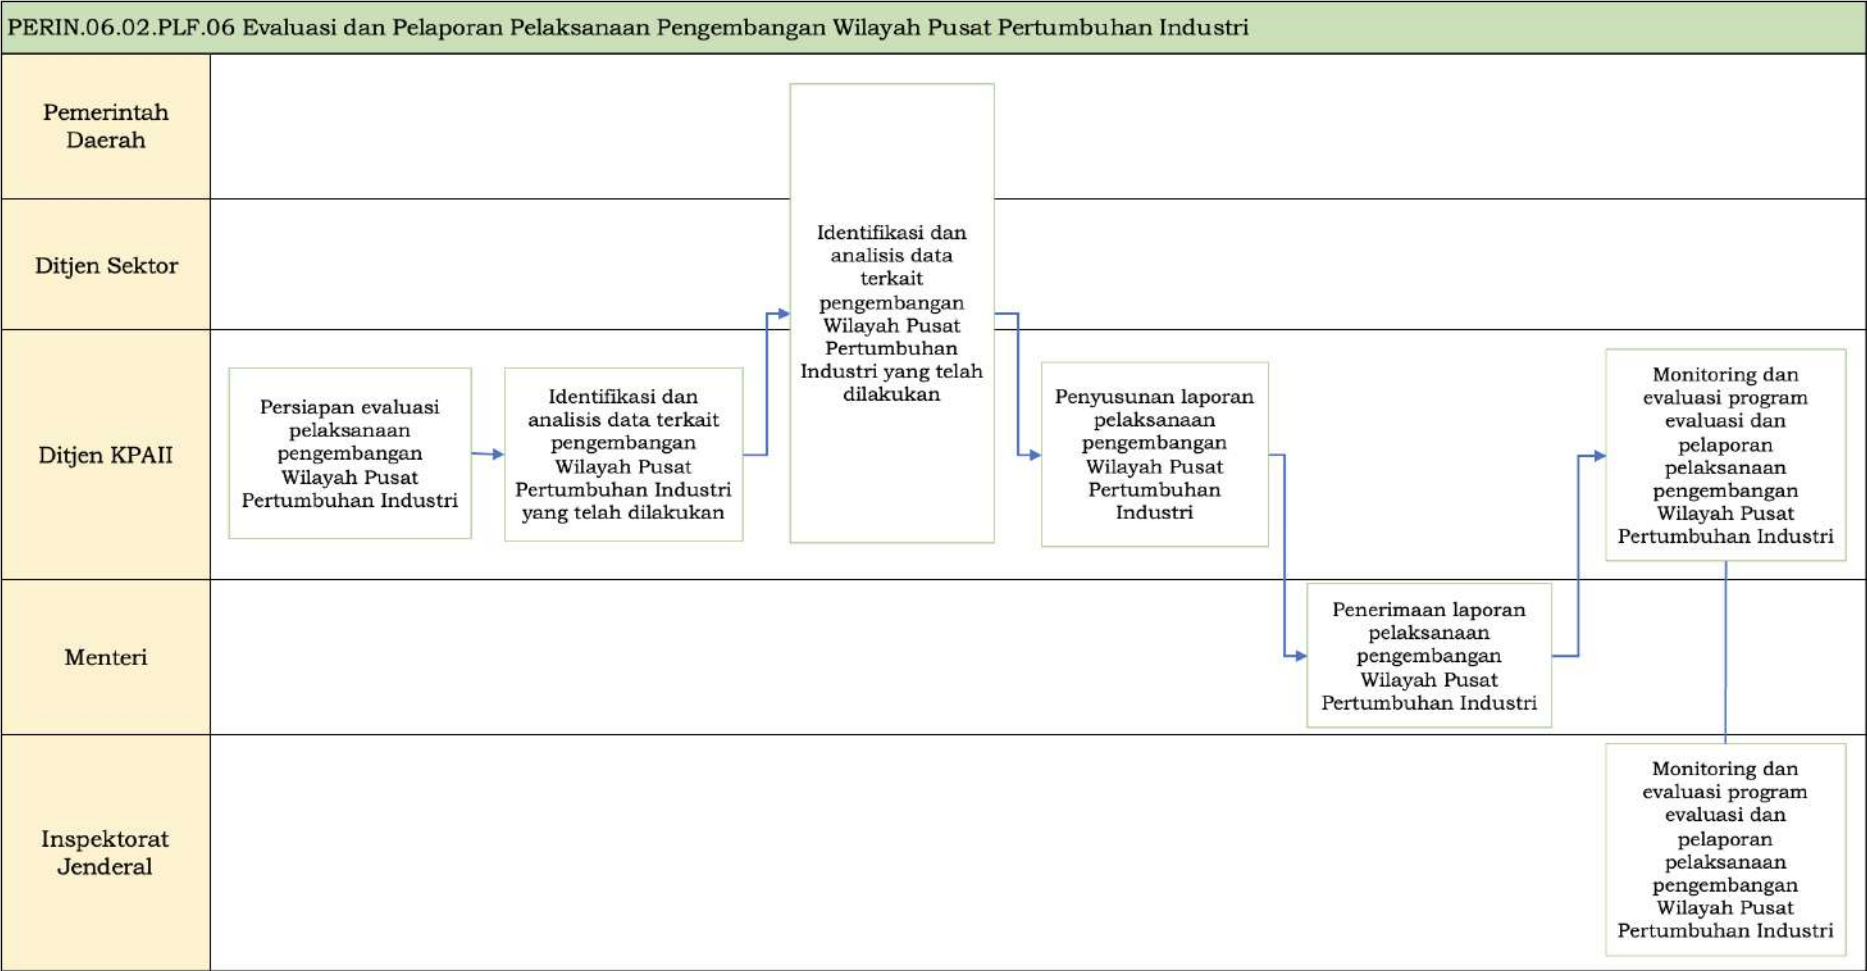 PERIN.06.02.PLF.06 Evaluasi dan Pelaporan Pelaksanaan Pengembangan Wilayah Pusat Pertumbuhan Industri
Pemerintah
Daerah
Ditjen Sektor
Ditjen KPAII
Menteri
Inspektorat
Jenderal
Persiapan evaluasi
pelaksanaan
pengembangan
Wilayah Pusat
Pertumbuhan Industri
Identifikasi dan
analisis data terkait
pengembangan
Wilayah Pusat
Pertumbuhan Industri
yang telah dilakukan
Identifikasi dan
analisis data
terkait
pengembangan
Wilayah Pusat
Pertumbuhan
Industri yang telah
dilakukan
Penyusunan laporan
pelaksanaan
pengembangan
Wilayah Pusat
Pertumbuhan
Industri
Penerimaan laporan
pelaksanaan
pengembangan
Wilayah Pusat
Pertumbuhan Industri
Monitoring dan
evaluasi program
evaluasi dan
pelaporan
pelaksanaan
pengembangan
Wilayah Pusat
Pertumbuhan Industri
Monitoring dan
evaluasi program
evaluasi dan
pelaporan
pelaksanaan
pengembangan
Wilayah Pusat
Pertumbuhan Industri